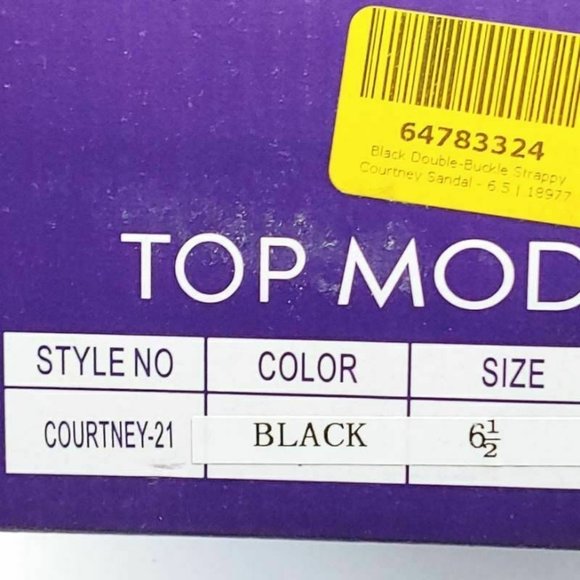 64783324
Black Double-Buckle Strappy
Courtney Sandal - 6.5 | 18977
TOP MOD
STYLE NO COLOR SIZE
COURTNEY-21 BLACK 6½